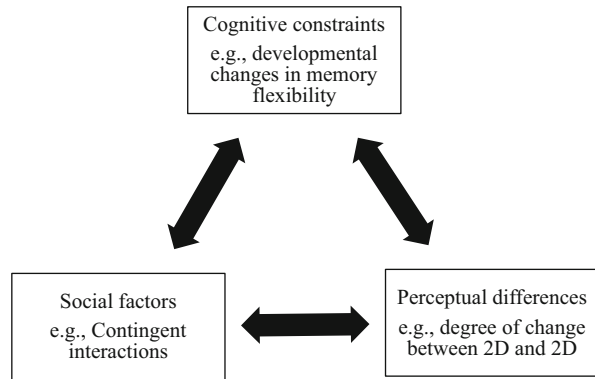 Cognitive constraints
e.g., developmental
changes in memory
flexibility
Social factors
e.g., Contingent
interactions
Perceptual differences
e.g., degree of change
between 2D and 2D